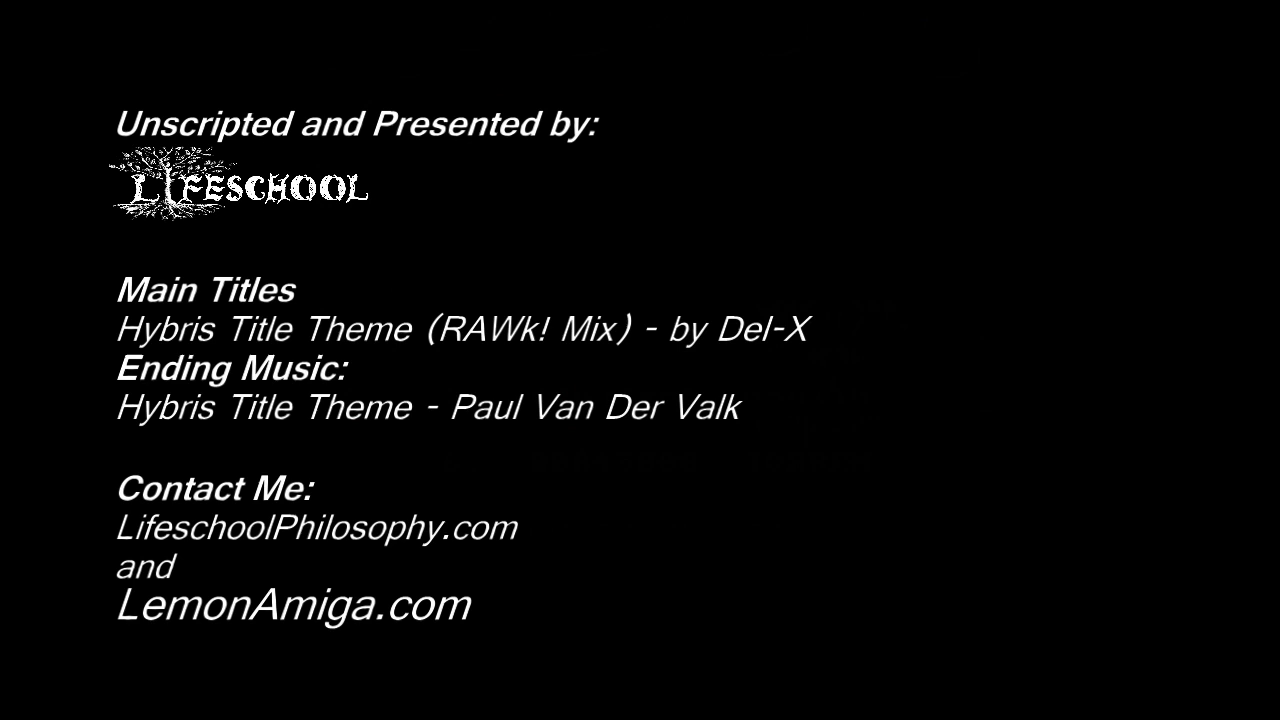 Unscripted and Presented by:
LIFESCHOOL
Main Titles
Hybris Title Theme (RAWk! Mix) - by Del-X
Ending Music:
Hybris Title Theme - Paul Van Der Valk
Contact Me:
LifeschoolPhilosophy.com
and
LemonAmiga.com